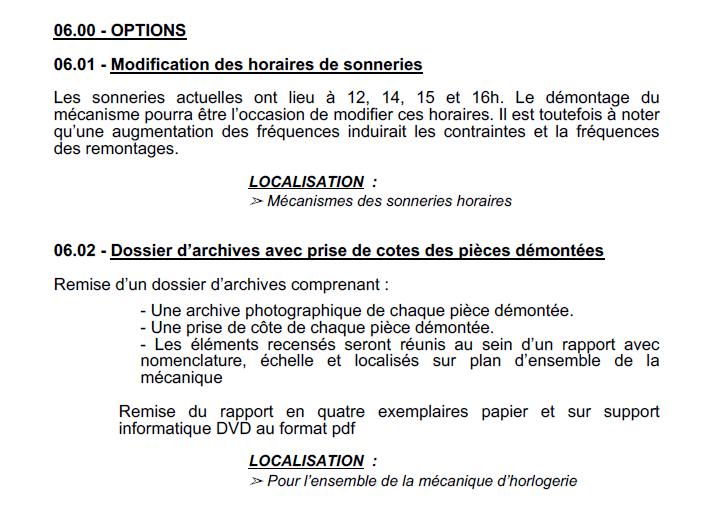 06.00 - OPTIONS
06.01 - Modification des horaires de sonneries
Les sonneries actuelles ont lieu à 12, 14, 15 et 16h. Le démontage du
mécanisme pourra être l’occasion de modifier ces horaires. Il est toutefois à noter
qu’une augmentation des fréquences induirait les contraintes et la fréquences
des remontages.
LOCALISATION :
➢ Mécanismes des sonneries horaires
06.02 - Dossier d’archives avec prise de cotes des pièces démontées
Remise d’un dossier d’archives comprenant :
- Une archive photographique de chaque pièce démontée.
- Une prise de côte de chaque pièce démontée.
- Les éléments recensés seront réunis au sein d’un rapport avec
nomenclature, échelle et localisés sur plan d’ensemble de la
mécanique
Remise du rapport en quatre exemplaires papier et sur support
informatique DVD au format pdf
LOCALISATION :
➢ Pour l’ensemble de la mécanique d’horlogerie